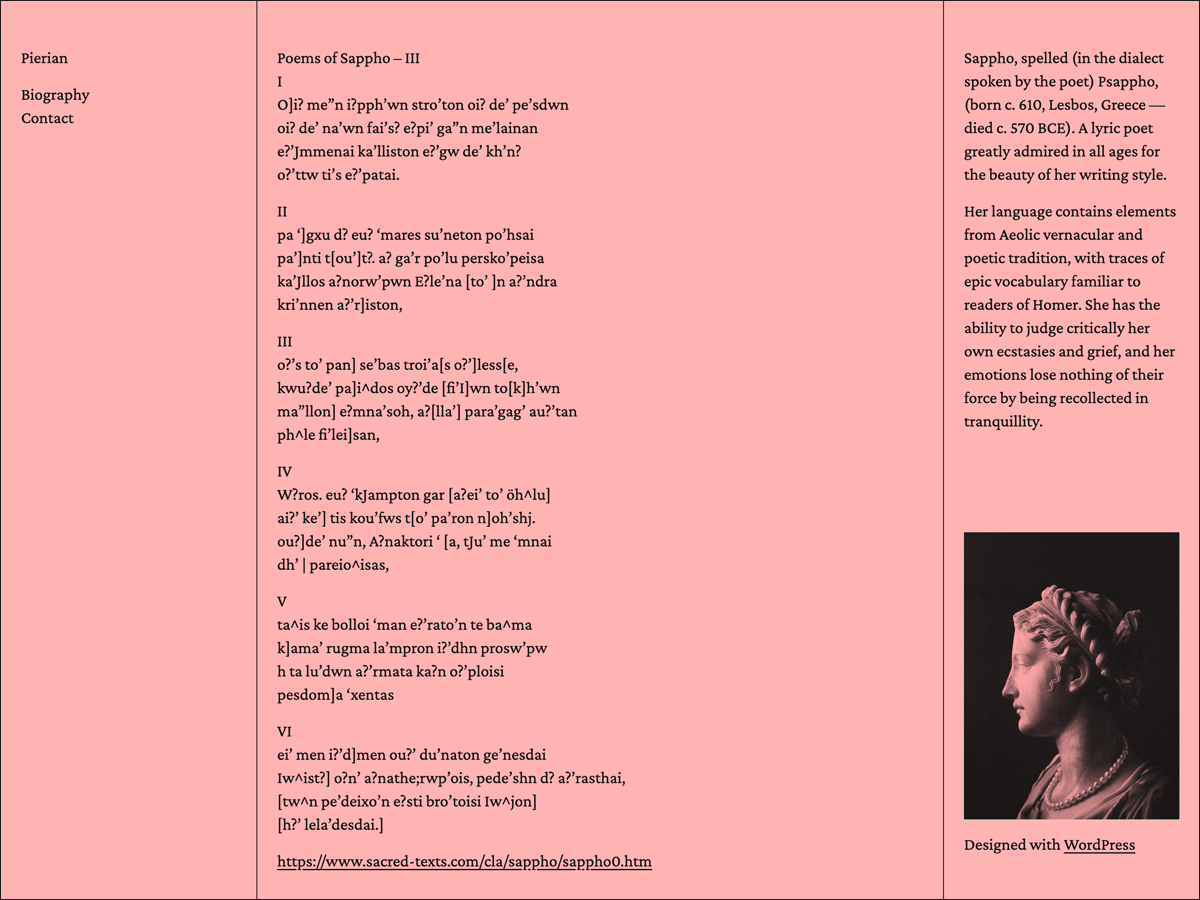 Pierian
Biography
Contact
Poems of Sappho – III
I
O]i? me”n i?pph’wn stro’ton oi? de’ pe’sdwn
oi? de’ na’wn fai’s? e?pi’ ga”n me’lainan
e?’Jmmenai ka’lliston e?’gw de’ kh’n?
o?’ttw ti’s e?’patai.
II
pa ‘]gxu d? eu? ‘mares su’neton po’hsai
pa’]nti t[ou’]t?. a? ga’r po’lu persko’peisa
ka’Jllos a?norw’pwn E?le’na [to’ ]n a?’ndra
kri’nnen a?’r]iston,
III
o?’s to’ pan] se’bas troi’a[s o?’]less[e,
kwu?de’ pa]i^dos oy?’de [fi’I]wn to[k]h’wn
ma”llon] e?mna’soh, a?[lla’] para’gag’ au?’tan
ph^le fi’lei]san,
IV
W?ros. eu? ‘kJampton gar [a?ei’ to’ öh^lu]
ai?’ ke’] tis kou’fws t[o’ pa’ron n]oh’shj.
ou?]de’ nu”n, A?naktori ‘ [a, tJu’ me ‘mnai
dh’ | pareio^isas,
V
ta^is ke bolloi ‘man e?’rato’n te ba^ma
k]ama’ rugma la’mpron i?’dhn prosw’pw
h ta lu’dwn a?’rmata ka?n o?’ploisi
pesdom]a ‘xentas
VI
ei’ men i?’d]men ou?’ du’naton ge’nesdai
Iw^ist?] o?n’ a?nathe;rwp’ois, pede’shn d? a?’rasthai,
[tw^n pe’deixo’n e?sti bro’toisi Iw^jon]
[h?’ lela’desdai.]
https://www.sacred-texts.com/cla/sappho/sappho0.htm
Sappho, spelled (in the dialect
spoken by the poet) Psappho,
(born c. 610, Lesbos, Greece —
died c. 570 BCE). A lyric poet
greatly admired in all ages for
the beauty of her writing style.
Her language contains elements
from Aeolic vernacular and
poetic tradition, with traces of
epic vocabulary familiar to
readers of Homer. She has the
ability to judge critically her
own ecstasies and grief, and her
emotions lose nothing of their
force by being recollected in
tranquillity.
Designed with WordPress